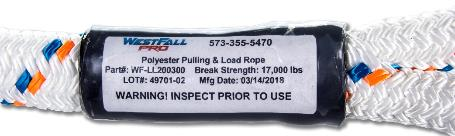 WESTFALL PRO 573-355-5470
Polyester Pulling & Load Rope
Part#: WF-LL200300 Break Strength: 17,000 lbs
LOT#: 49701-02 Mfg Date: 03/14/2018
WARNING! INSPECT PRIOR TO USE